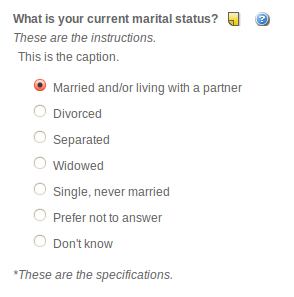 What is your current marital status?
These are the instructions.
This is the caption.
Married and/or living with a partner
Divorced
Separated
Widowed
Single, never married
Prefer not to answer
Don't know
*These are the specifications.